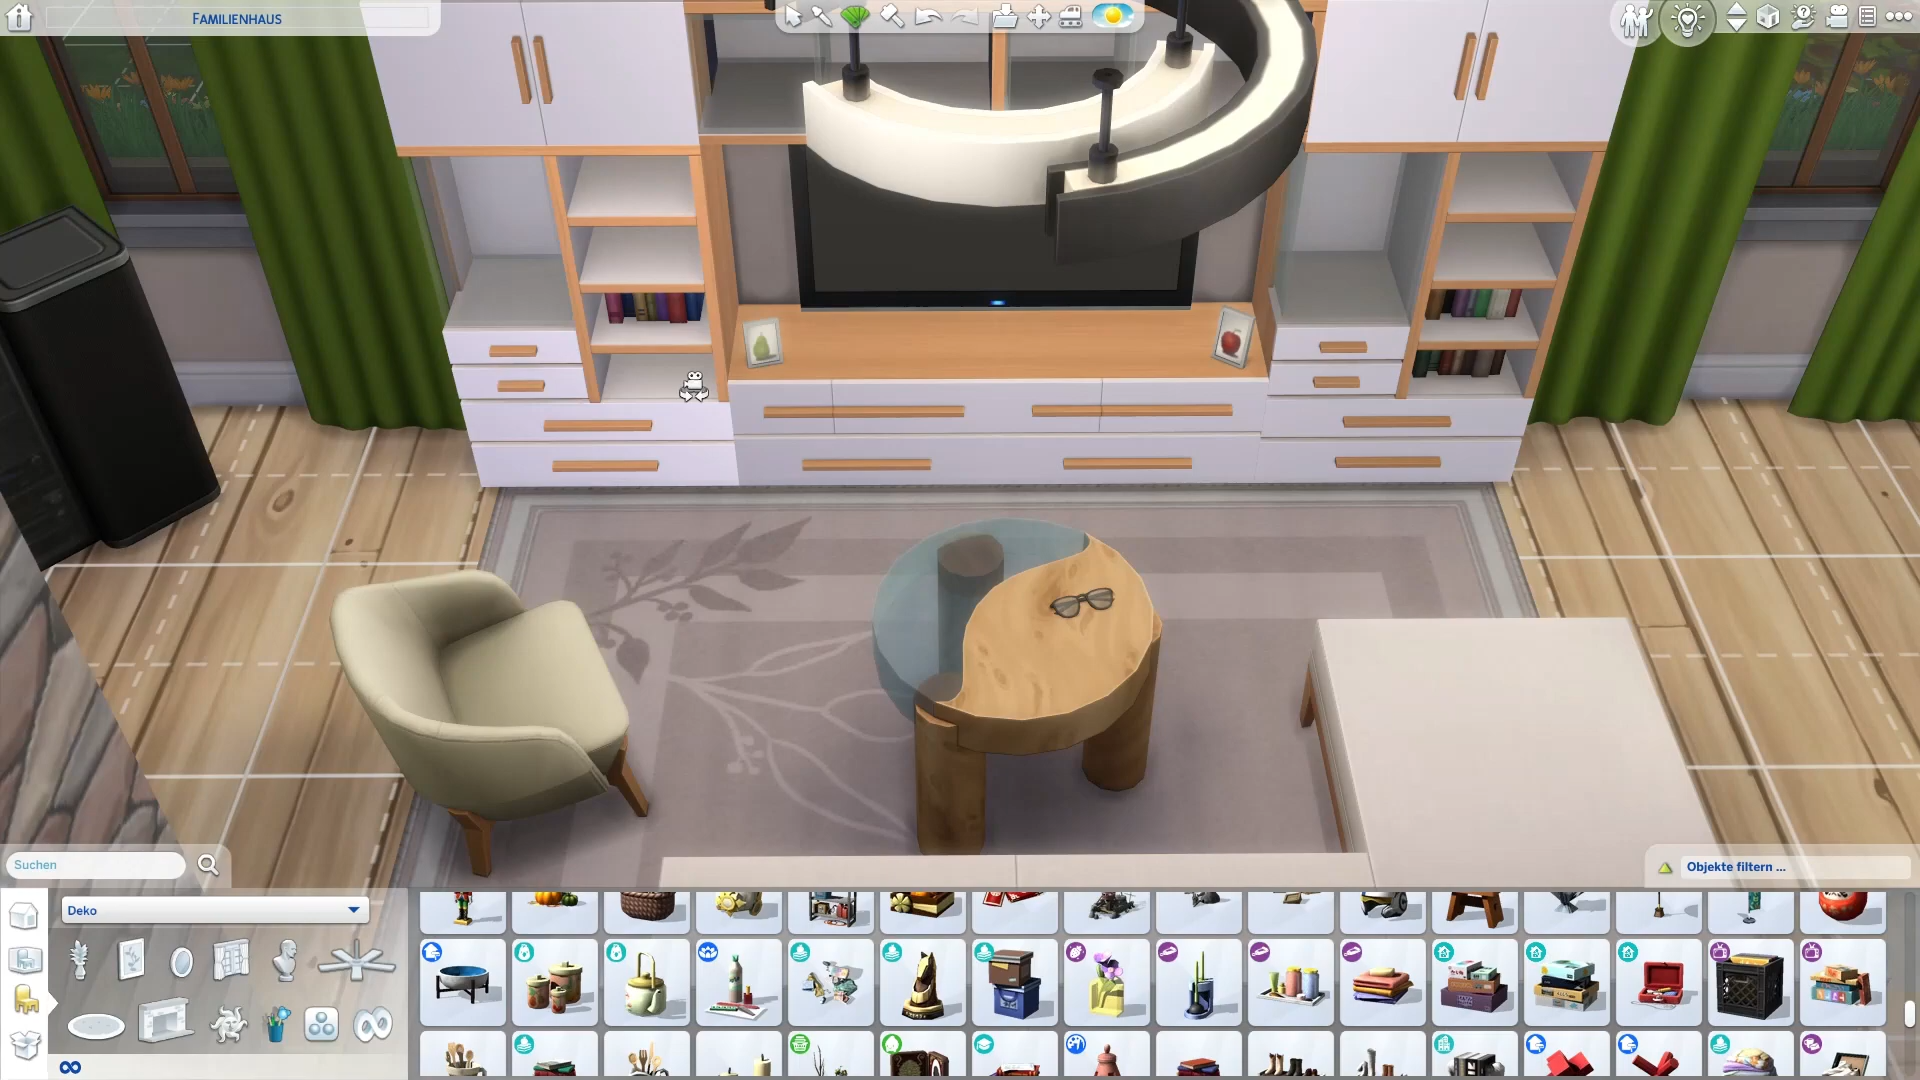 FAMILIENHAUS
Suchen
Objekte filtern ...
Deko